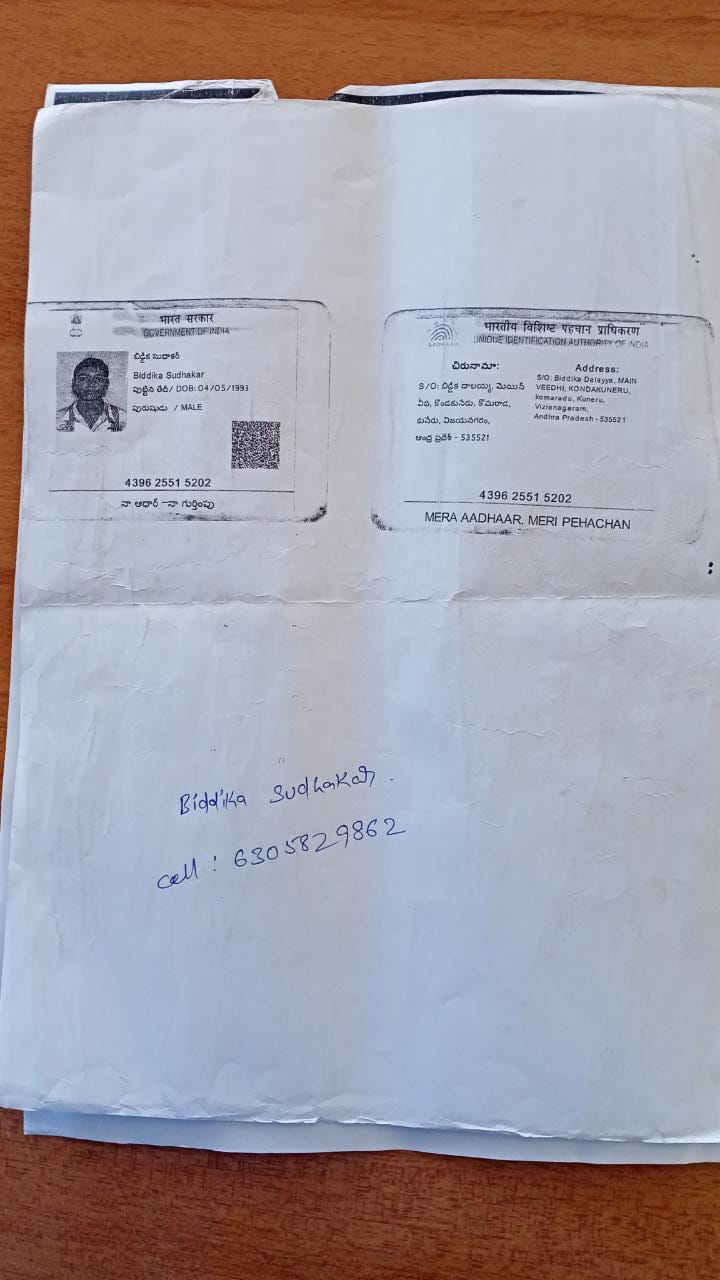 भारत सरकार
GOVERNMENT OF INDIA
బిడ్డిక సుధాకర్
Biddika Sudhakar
పుట్టిన తేదీ/ DOB: 04/05/1993
పురుషుడు / MALE
4396 2551 5202
నా ఆధార్ -నా గుర్తింపు
भारतीय विशिष्ट पहचान प्राधिकरण
UNIQUE IDENTIFICATION AUTHORITY OF INDIA
AADHAAR
చిరునామా:
S/O: బిడ్డిక దాలయ్య, మెయిన్
వీధి, కొండకునేరు, కొమరాడ,
కునేరు, విజయనగరం,
ఆంధ్ర ప్రదేశ్ - 535521
Address:
S/O: Biddika Dalayya, MAIN
VEEDHI, KONDAKUNERU,
komarada, Kuneru,
Vizianagaram,
Andhra Pradesh - 535521
4396 2551 5202
MERA AADHAAR, MERI PEHACHAN
Biddika Sudhakar.
cell : 6305829862